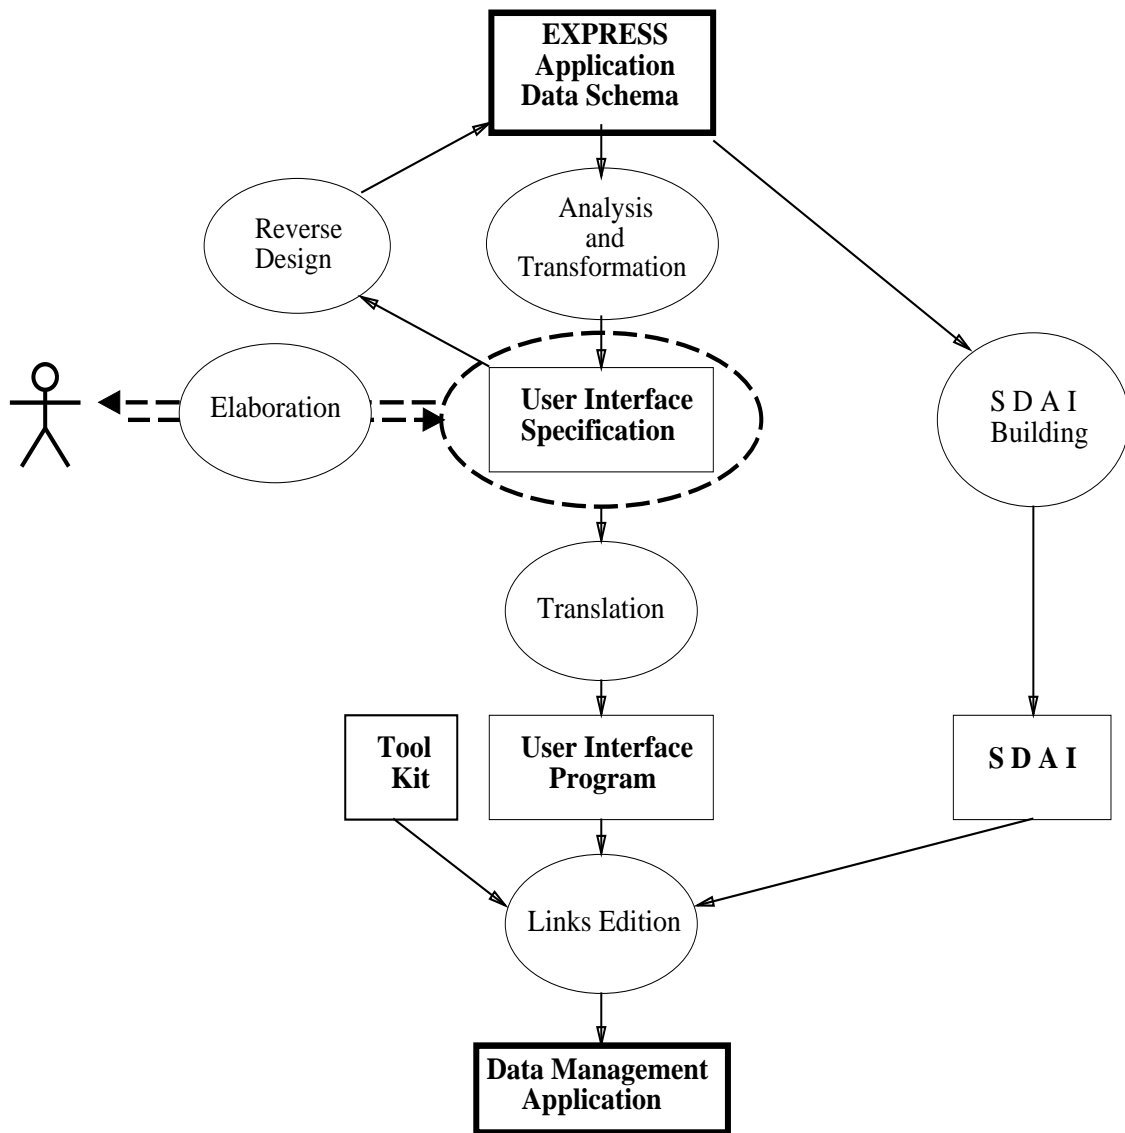 EXPRESS
Application
Data Schema
Reverse
Design
Analysis
and
Transformation
Elaboration
User Interface
Specification
S D A I
Building
Translation
Tool
Kit
User Interface
Program
S D A I
Links Edition
Data Management
Application